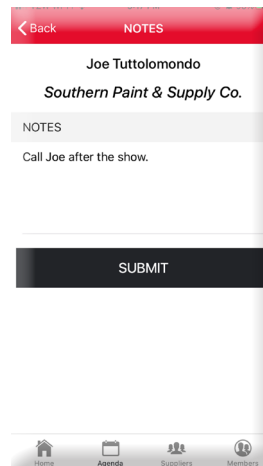 Back NOTES
Joe Tuttolomondo
Southern Paint & Supply Co.
NOTES
Call Joe after the show.
SUBMIT
Home Agenda Suppliers Members